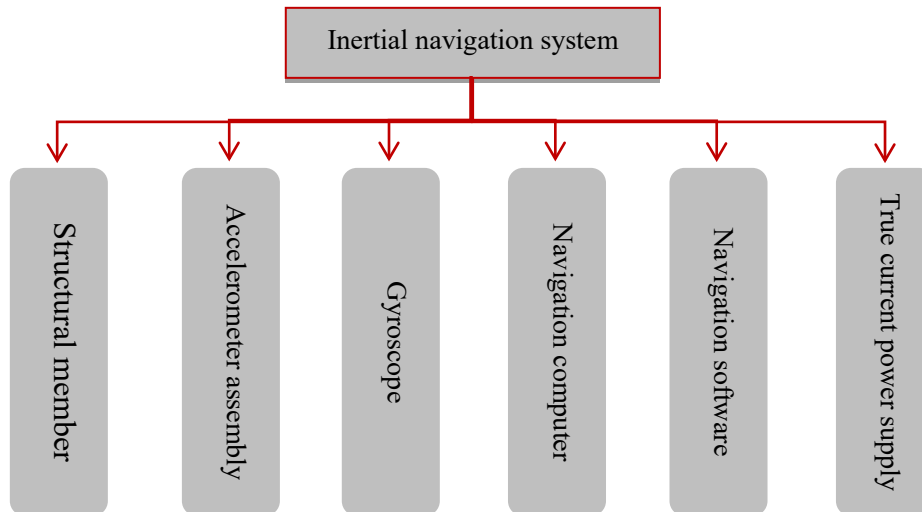 Inertial navigation system
Structural member
Accelerometer assembly
Gyroscope
Navigation computer
Navigation software
True current power supply